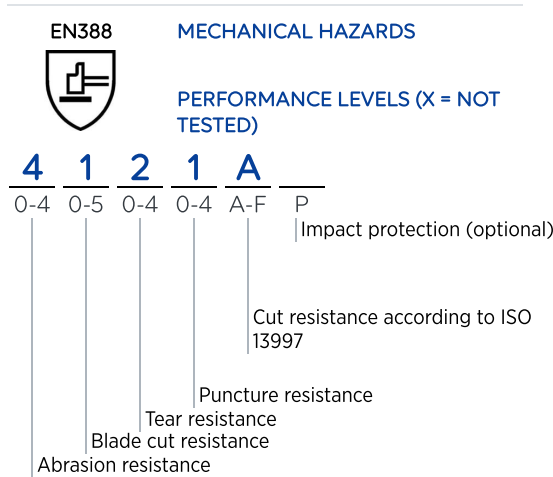 EN388
MECHANICAL HAZARDS
PERFORMANCE LEVELS (X = NOT
TESTED)
4 1 2 1 A
0-4 0-5 0-4 0-4 A-F P
Impact protection (optional)
Cut resistance according to ISO
13997
Puncture resistance
Tear resistance
Blade cut resistance
Abrasion resistance